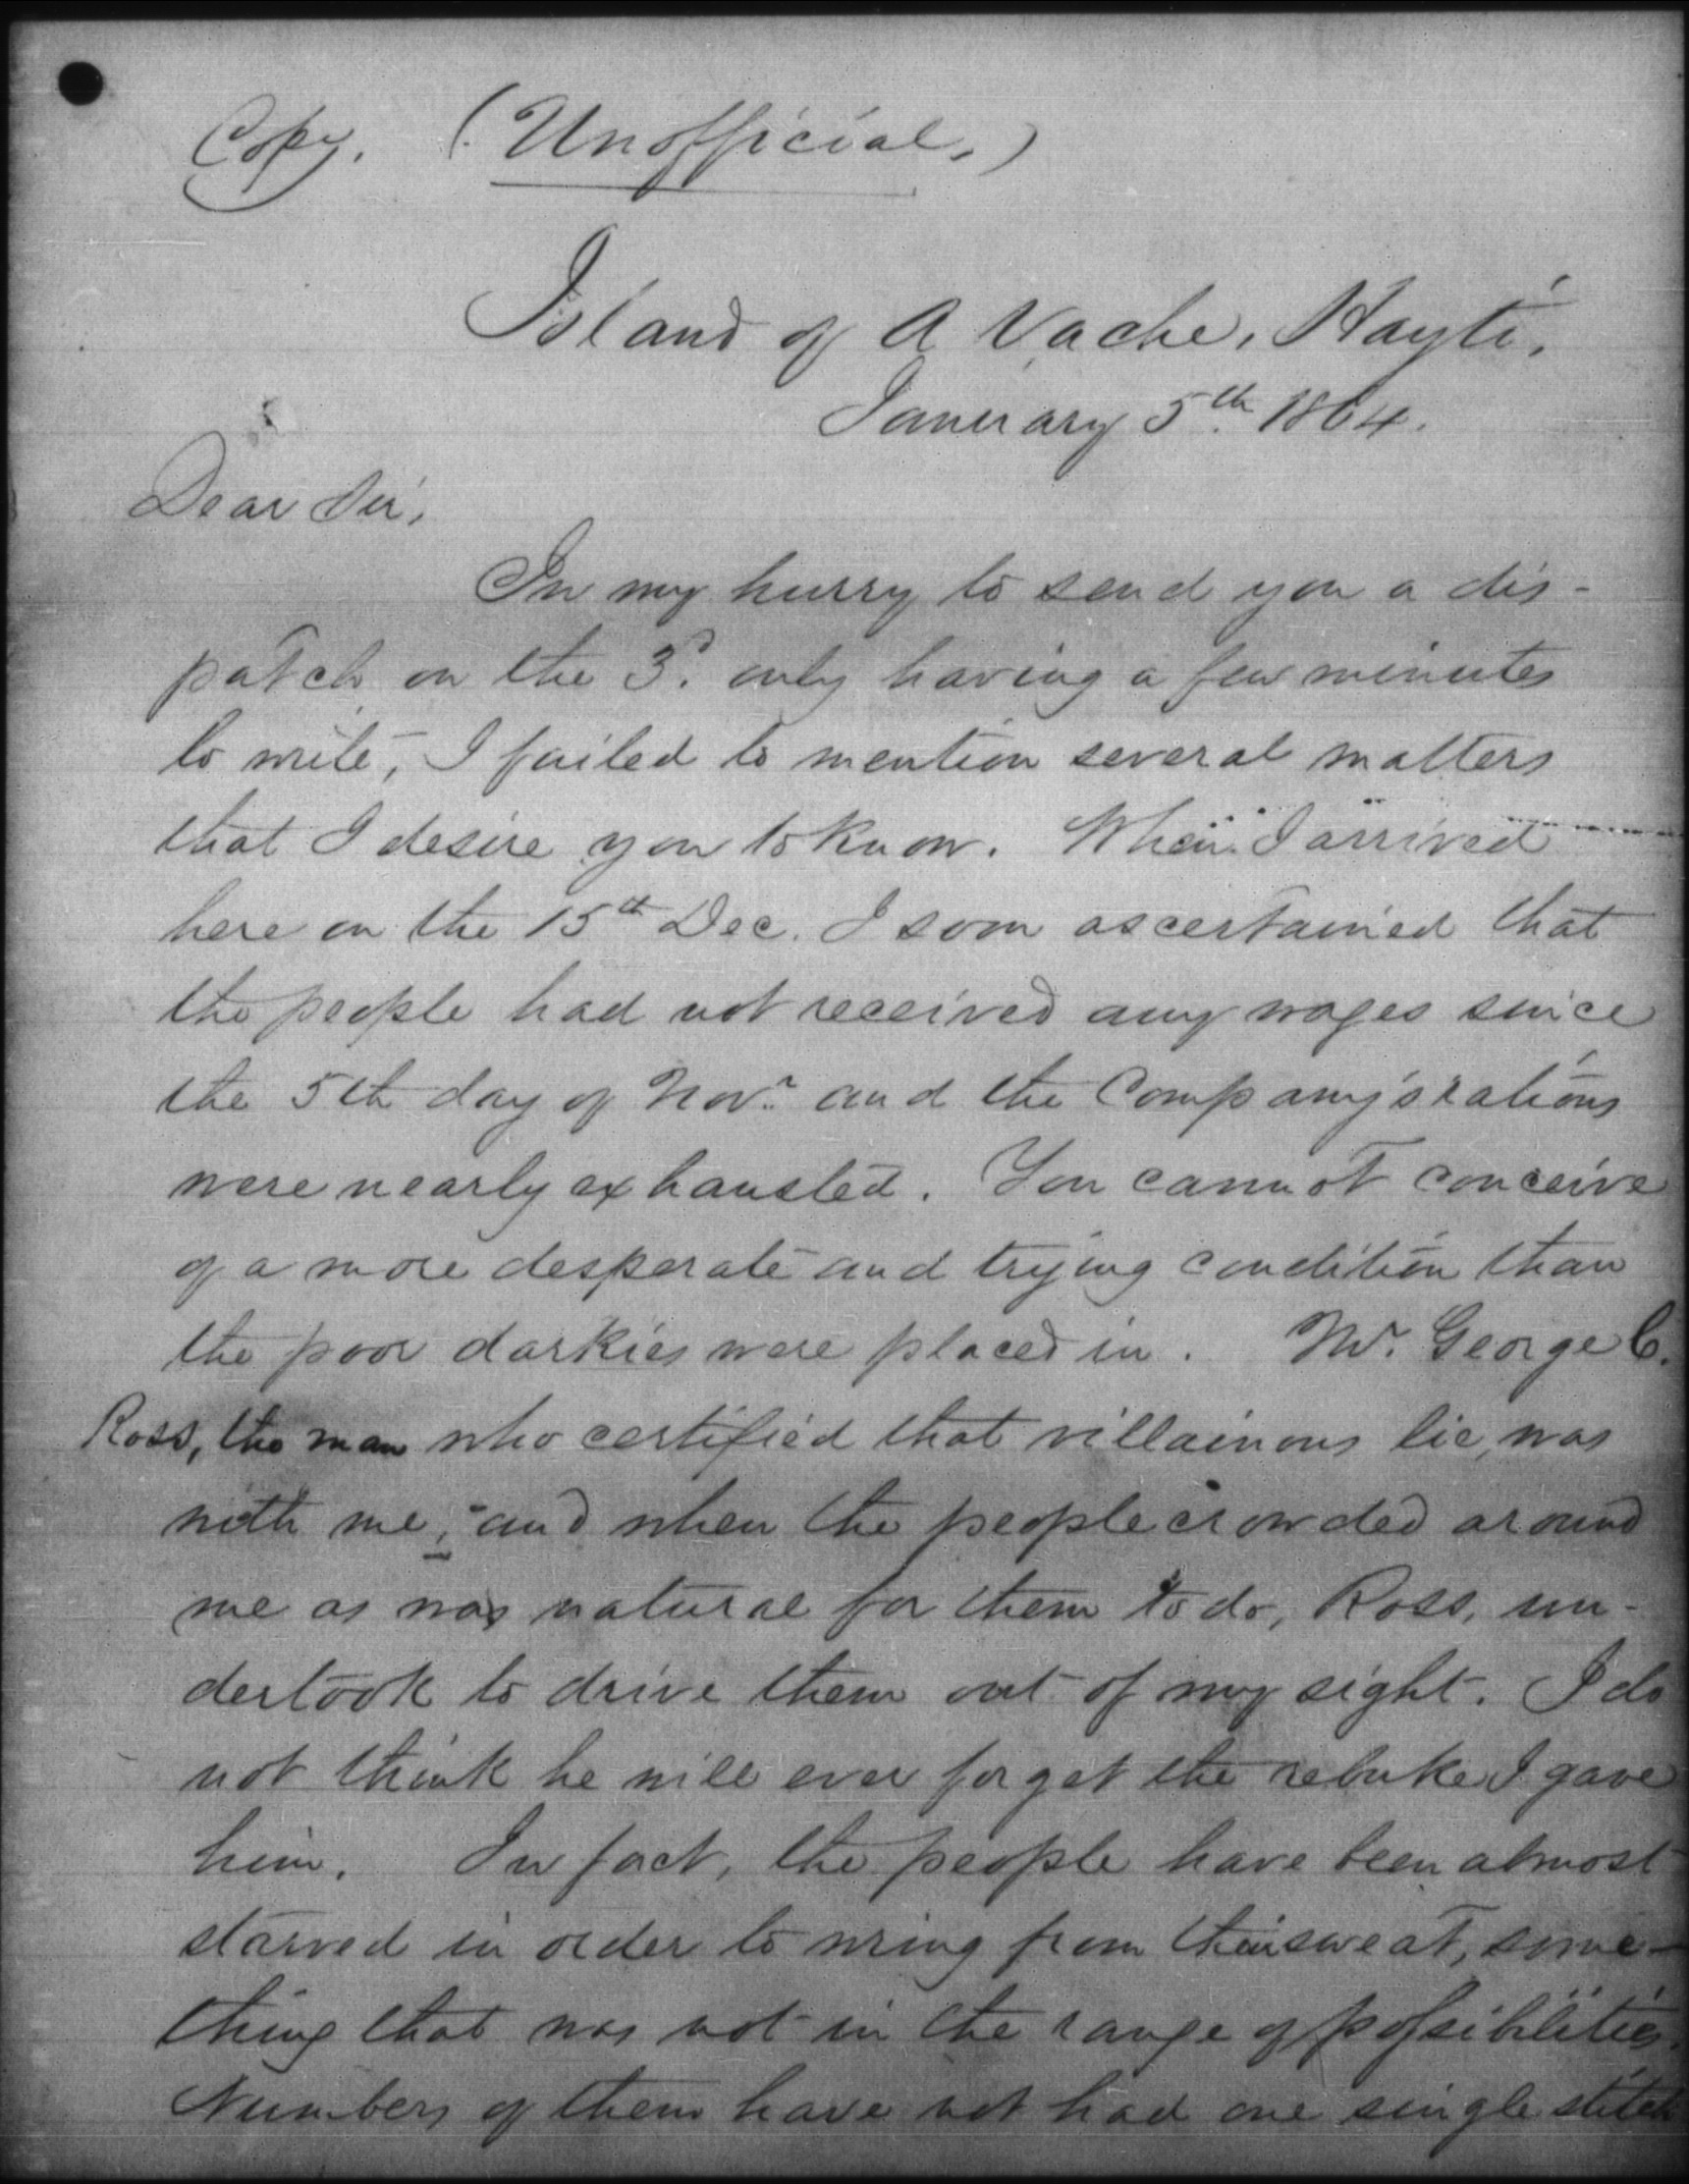 Copy. (Unofficial.)
Island of A Vache, Hayti.
January 5th. 1864.
Dear Sir,
In my hurry to send you a dis-
patch on the 3d. only having a few minutes
to write, I failed to mention several matters
that I desire you to know. When I arrived
here on the 15th Dec. I soon ascertained that
the people had not received any wages since
the 5th day of Novr. and the Company's rations
were nearly exhausted. You cannot conceive
of a more desperate and trying condition than
the poor darkies were placed in. Mr. George C.
Ross, the man who certified that villainous lie, was
with me, and when the people crowded around
me as was natural for them to do, Ross, un-
dertook to drive them out of my sight. I do
not think he will ever forget the rebuke I gave
him. In fact, the people have been almost
starved in order to wring from their sweat, some-
thing that was not in the range of possibilities.
Numbers of them have not had one single stitch